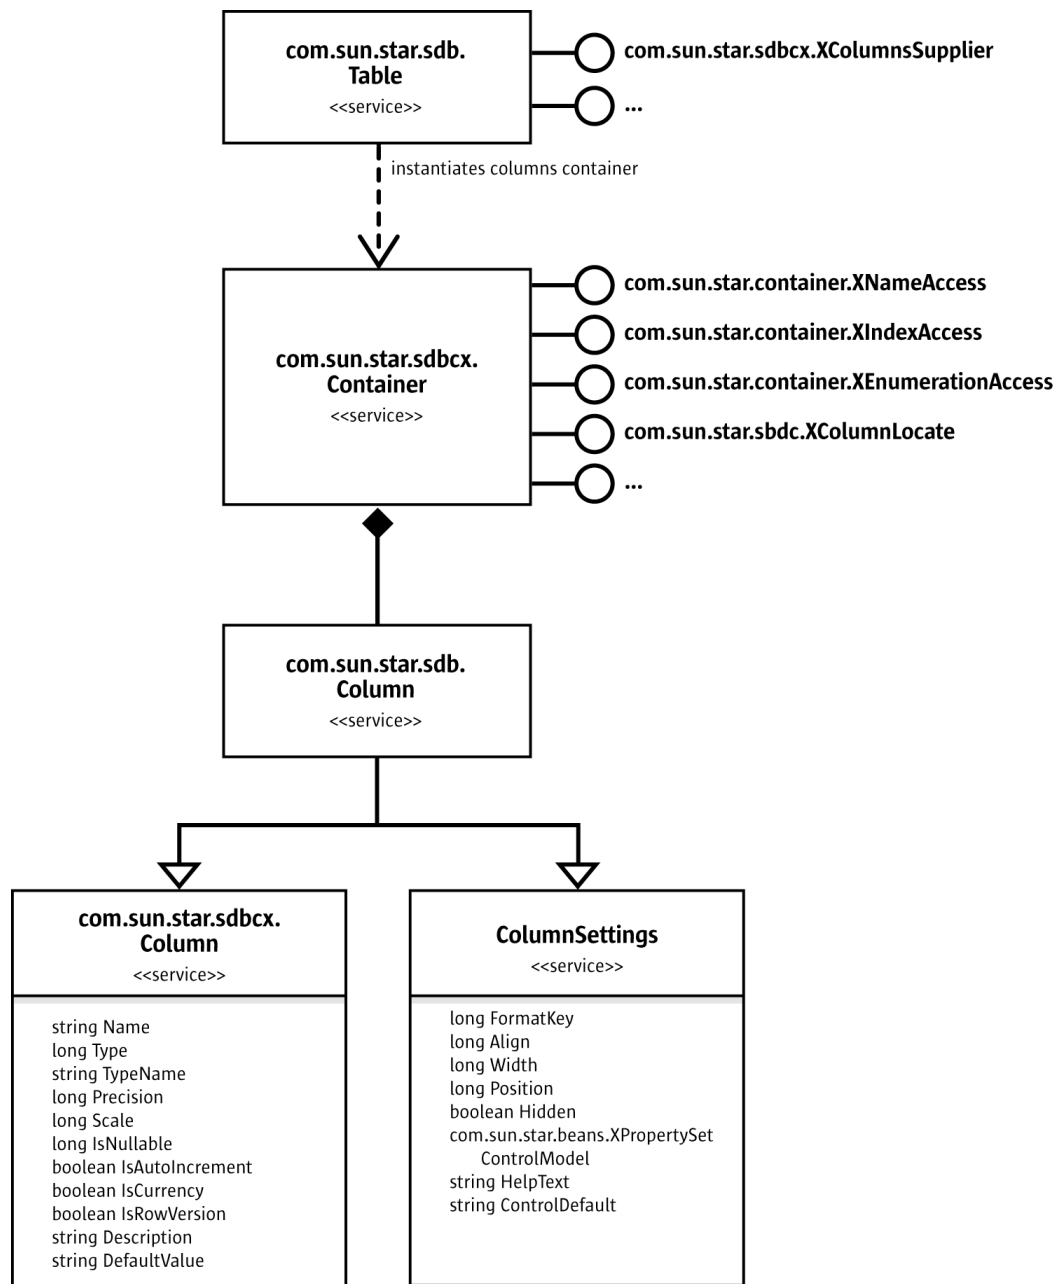 com.sun.star.sdb.
Table
<<service>>
com.sun.star.sdbcx.XColumnsSupplier
...
instantiates columns container
com.sun.star.sdbcx.
Container
<<service>>
com.sun.star.container.XNameAccess
com.sun.star.container.XIndexAccess
com.sun.star.container.XEnumerationAccess
com.sun.star.sbdc.XColumnLocate
...
com.sun.star.sdb.
Column
<<service>>
com.sun.star.sdbcx.
Column
<<service>>
string Name
long Type
string TypeName
long Precision
long Scale
long IsNullable
boolean IsAutoIncrement
boolean IsCurrency
boolean IsRowVersion
string Description
string DefaultValue
ColumnSettings
<<service>>
long FormatKey
long Align
long Width
long Position
boolean Hidden
com.sun.star.beans.XPropertySet
ControlModel
string HelpText
string ControlDefault